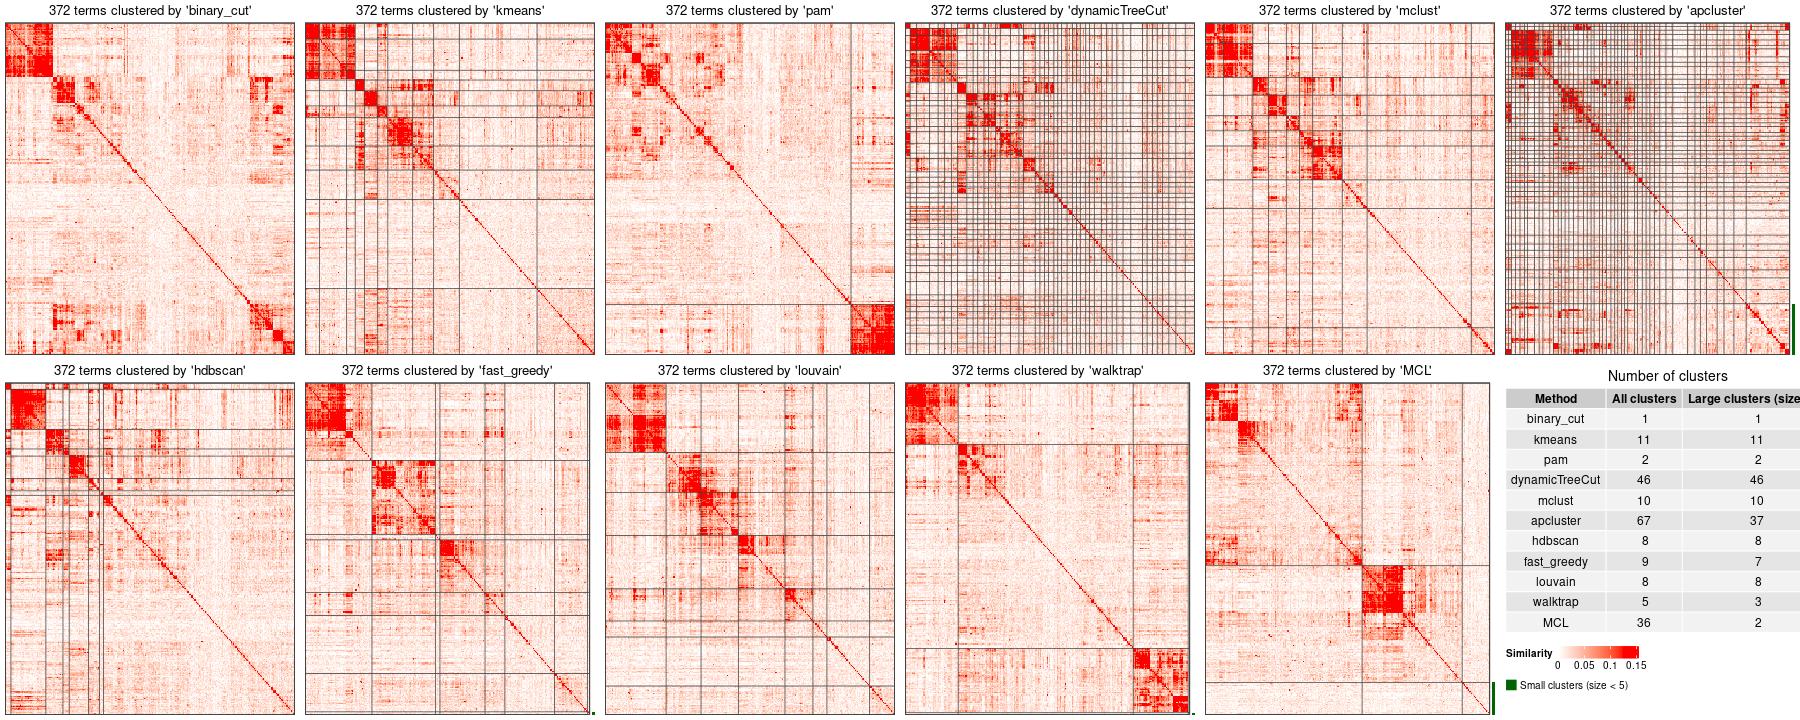 372 terms clustered by 'binary_cut'
372 terms clustered by 'kmeans'
372 terms clustered by 'pam'
372 terms clustered by 'dynamicTreeCut'
372 terms clustered by 'mclust'
372 terms clustered by 'apcluster'
372 terms clustered by 'hdbscan'
372 terms clustered by 'fast_greedy'
372 terms clustered by 'louvain'
372 terms clustered by 'walktrap'
372 terms clustered by 'MCL'
Number of clusters
Method All clusters Large clusters (size
binary_cut 1 1
kmeans 11 11
pam 2 2
dynamicTreeCut 46 46
mclust 10 10
apcluster 67 37
hdbscan 8 8
fast_greedy 9 7
louvain 8 8
walktrap 5 3
MCL 36 2
Similarity
0 0.05 0.1 0.15
Small clusters (size < 5)